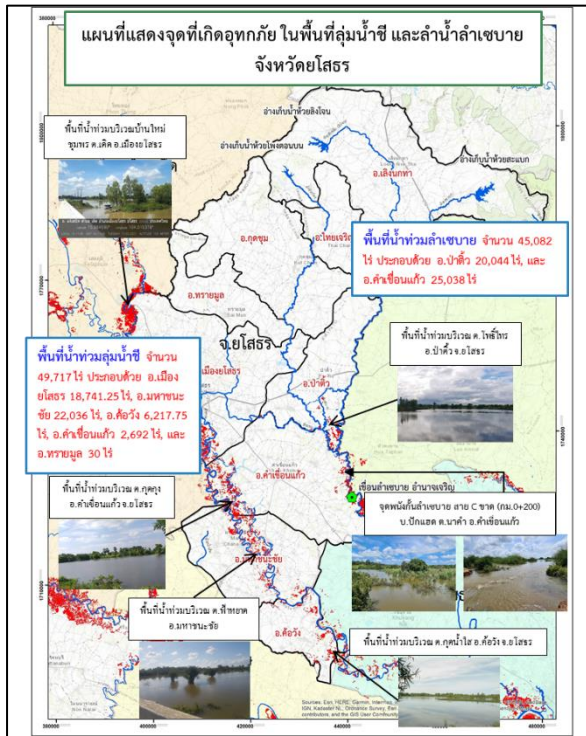 แผนที่แสดงจุดที่เกิดอุทกภัย ในพื้นที่ลุ่มน้ำชี และลำน้ำลำเซบาย
จังหวัดยโสธร
พื้นที่น้ำท่วมบริเวณบ้านใหม่
ชุมพร ต.เดิด อ.เมืองยโสธร
อ่างเก็บน้ำห้วยลิงโจน
อ่างเก็บน้ำห้วยโพงตอนบน
อ่างเก็บน้ำห้วยสะแบก
อ.เลิงนกทา
อ.กุดชุม
อ.ไทยเจริญ
อ.ทรายมูล
พื้นที่น้ำท่วมลำเซบาย จำนวน 45,082
ไร่ ประกอบด้วย อ.ป่าติ้ว 20,044 ไร่, และ
อ.คำเขื่อนแก้ว 25,038 ไร่
จ.ยโสธร
พื้นที่น้ำท่วมบริเวณ ต.โพธิ์ไทร
อ.ป่าติ้ว จ.ยโสธร
พื้นที่น้ำท่วมลุ่มน้ำชี จำนวน
49,717 ไร่ ประกอบด้วย อ.เมือง
ยโสธร 18,741.25 ไร่, อ.มหาชนะ
ชัย 22,036 ไร่, อ.ค้อวัง 6,217.75
ไร่, อ.คำเขื่อนแก้ว 2,692 ไร่, และ
อ.ทรายมูล 30 ไร่
เมืองยโสธร
อ.ป่าติ้ว
อ.คำเขื่อนแก้ว
เขื่อนลำเซบาย อำนาจเจริญ
พื้นที่น้ำท่วมบริเวณ ต.กุดกุง
อ.คำเขื่อนแก้ว จ.ยโสธร
จุดพนังกั้นลำเซบาย สาย C ขาด (กม.0+200)
บ.ปักแฮด ต.นาคำ อ.คำเขื่อนแก้ว
อ.มหาชนะชัย
พื้นที่น้ำท่วมบริเวณ ต.ฟ้าหยาด
อ.มหาชนะชัย
อ.ค้อวัง
พื้นที่น้ำท่วมบริเวณ ต.กุดน้ำใส อ.ค้อวัง จ.ยโสธร